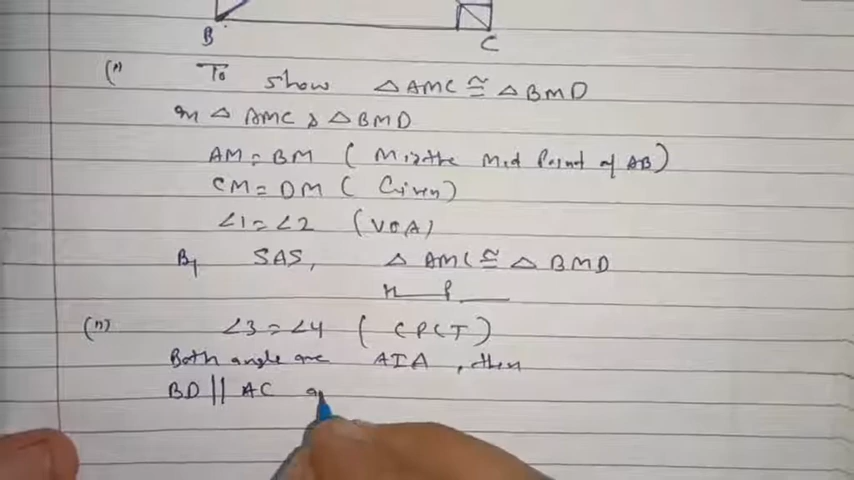 B
C
(i) To show △AMC ≅ △BMD
In △ AMC & △BMD
AM = BM ( M is the Mid Point of AB)
CM = DM ( Given)
∠1 = ∠2 (VOA)
By SAS, △ AMC ≅ △ BMD
H P
(ii) ∠3 = ∠4 ( CPCT)
Both angle are AIA, then
BD || AC